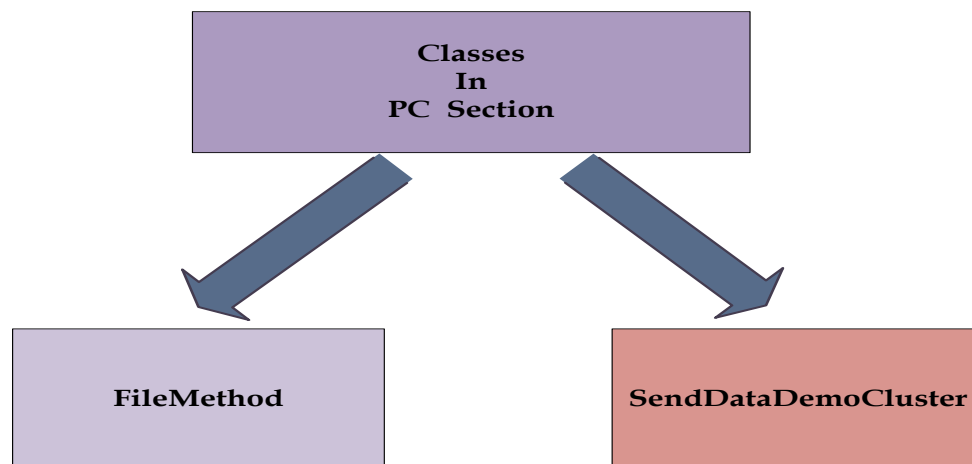 Classes
In
PC Section
FileMethod
SendDataDemoCluster